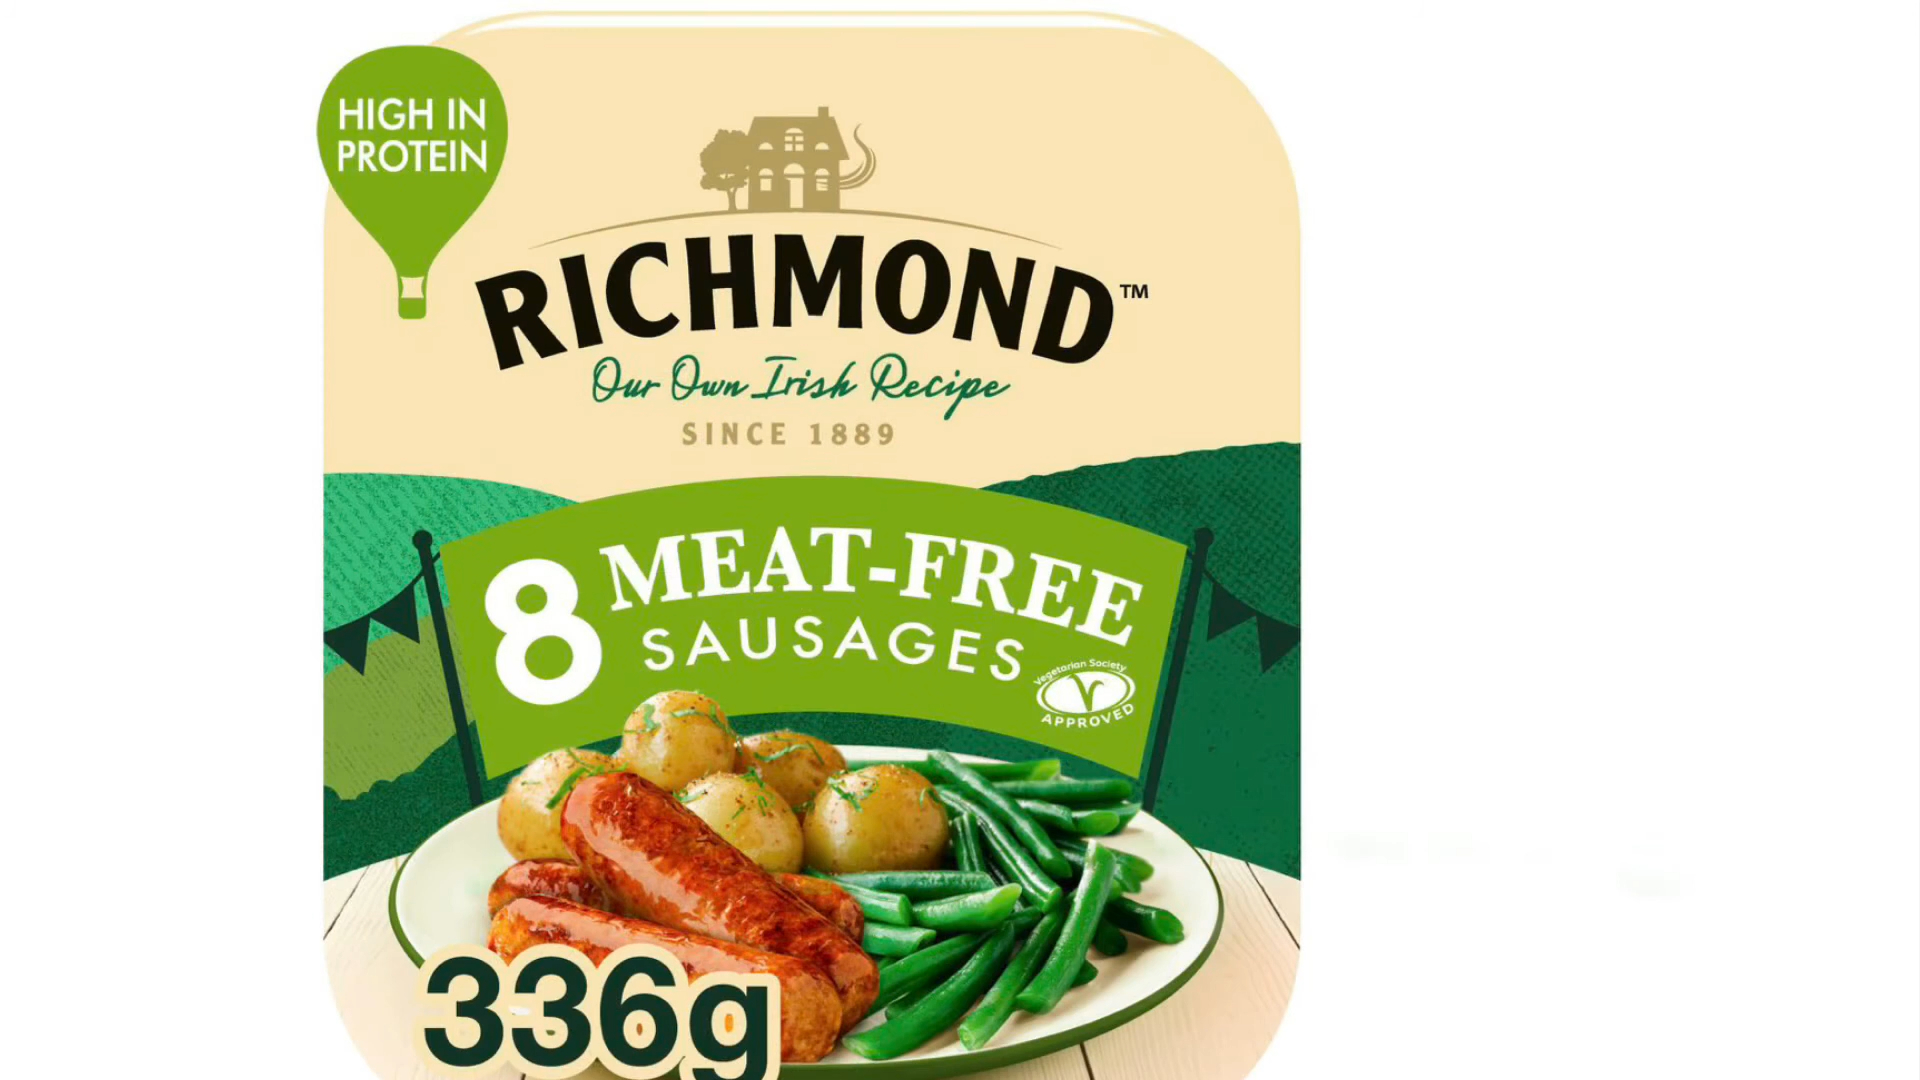 HIGH IN
PROTEIN
RICHMOND™
Our Own Irish Recipe
SINCE 1889
8 MEAT-FREE
SAUSAGES
Vegetarian Society
APPROVED
336g